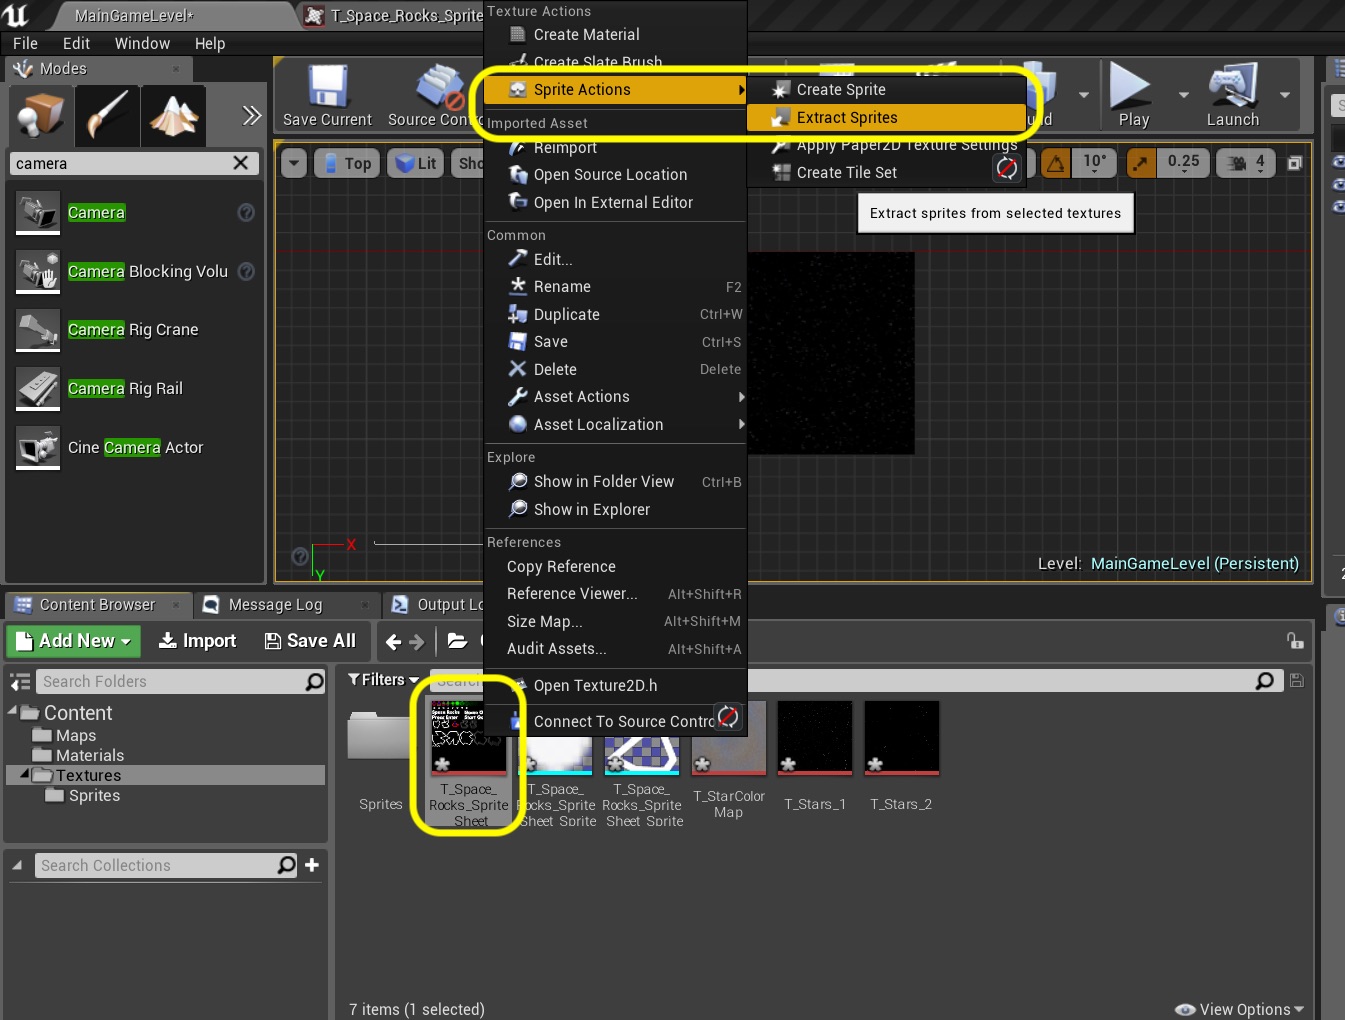 MainGameLevel*
T_Space_Rocks_Sprite
File Edit Window Help
Modes
camera
Camera
Camera Blocking Volu
Camera Rig Crane
Camera Rig Rail
Cine Camera Actor
Save Current
Source Contr
Play
Launch
Top
Lit
Sho
10°
0.25
4
Texture Actions
Create Material
Create Slate Brush
Sprite Actions
Imported Asset
Reimport
Open Source Location
Open In External Editor
Common
Edit...
Rename F2
Duplicate Ctrl+W
Save Ctrl+S
Delete Delete
Asset Actions
Asset Localization
Explore
Show in Folder View Ctrl+B
Show in Explorer
References
Copy Reference
Reference Viewer... Alt+Shift+R
Size Map... Alt+Shift+M
Audit Assets... Alt+Shift+A
Open Texture2D.h
Connect To Source Contro
Create Sprite
Extract Sprites
Apply Paper2D Texture Settings
Create Tile Set
Extract sprites from selected textures
X
Y
Level: MainGameLevel (Persistent)
Content Browser
Message Log
Output Lo
Add New
Import
Save All
Search Folders
Filters
Search
Content
Maps
Materials
Textures
Sprites
Search Collections
Sprites
Space Rocks
Press Enter
T_Space_
Rocks_Sprite
Sheet
T_Space_
Rocks_Sprite
Sheet_Sprite
T_Space_
Rocks_Sprite
Sheet_Sprite
T_StarColor
Map
T_Stars_1
T_Stars_2
7 items (1 selected)
View Options